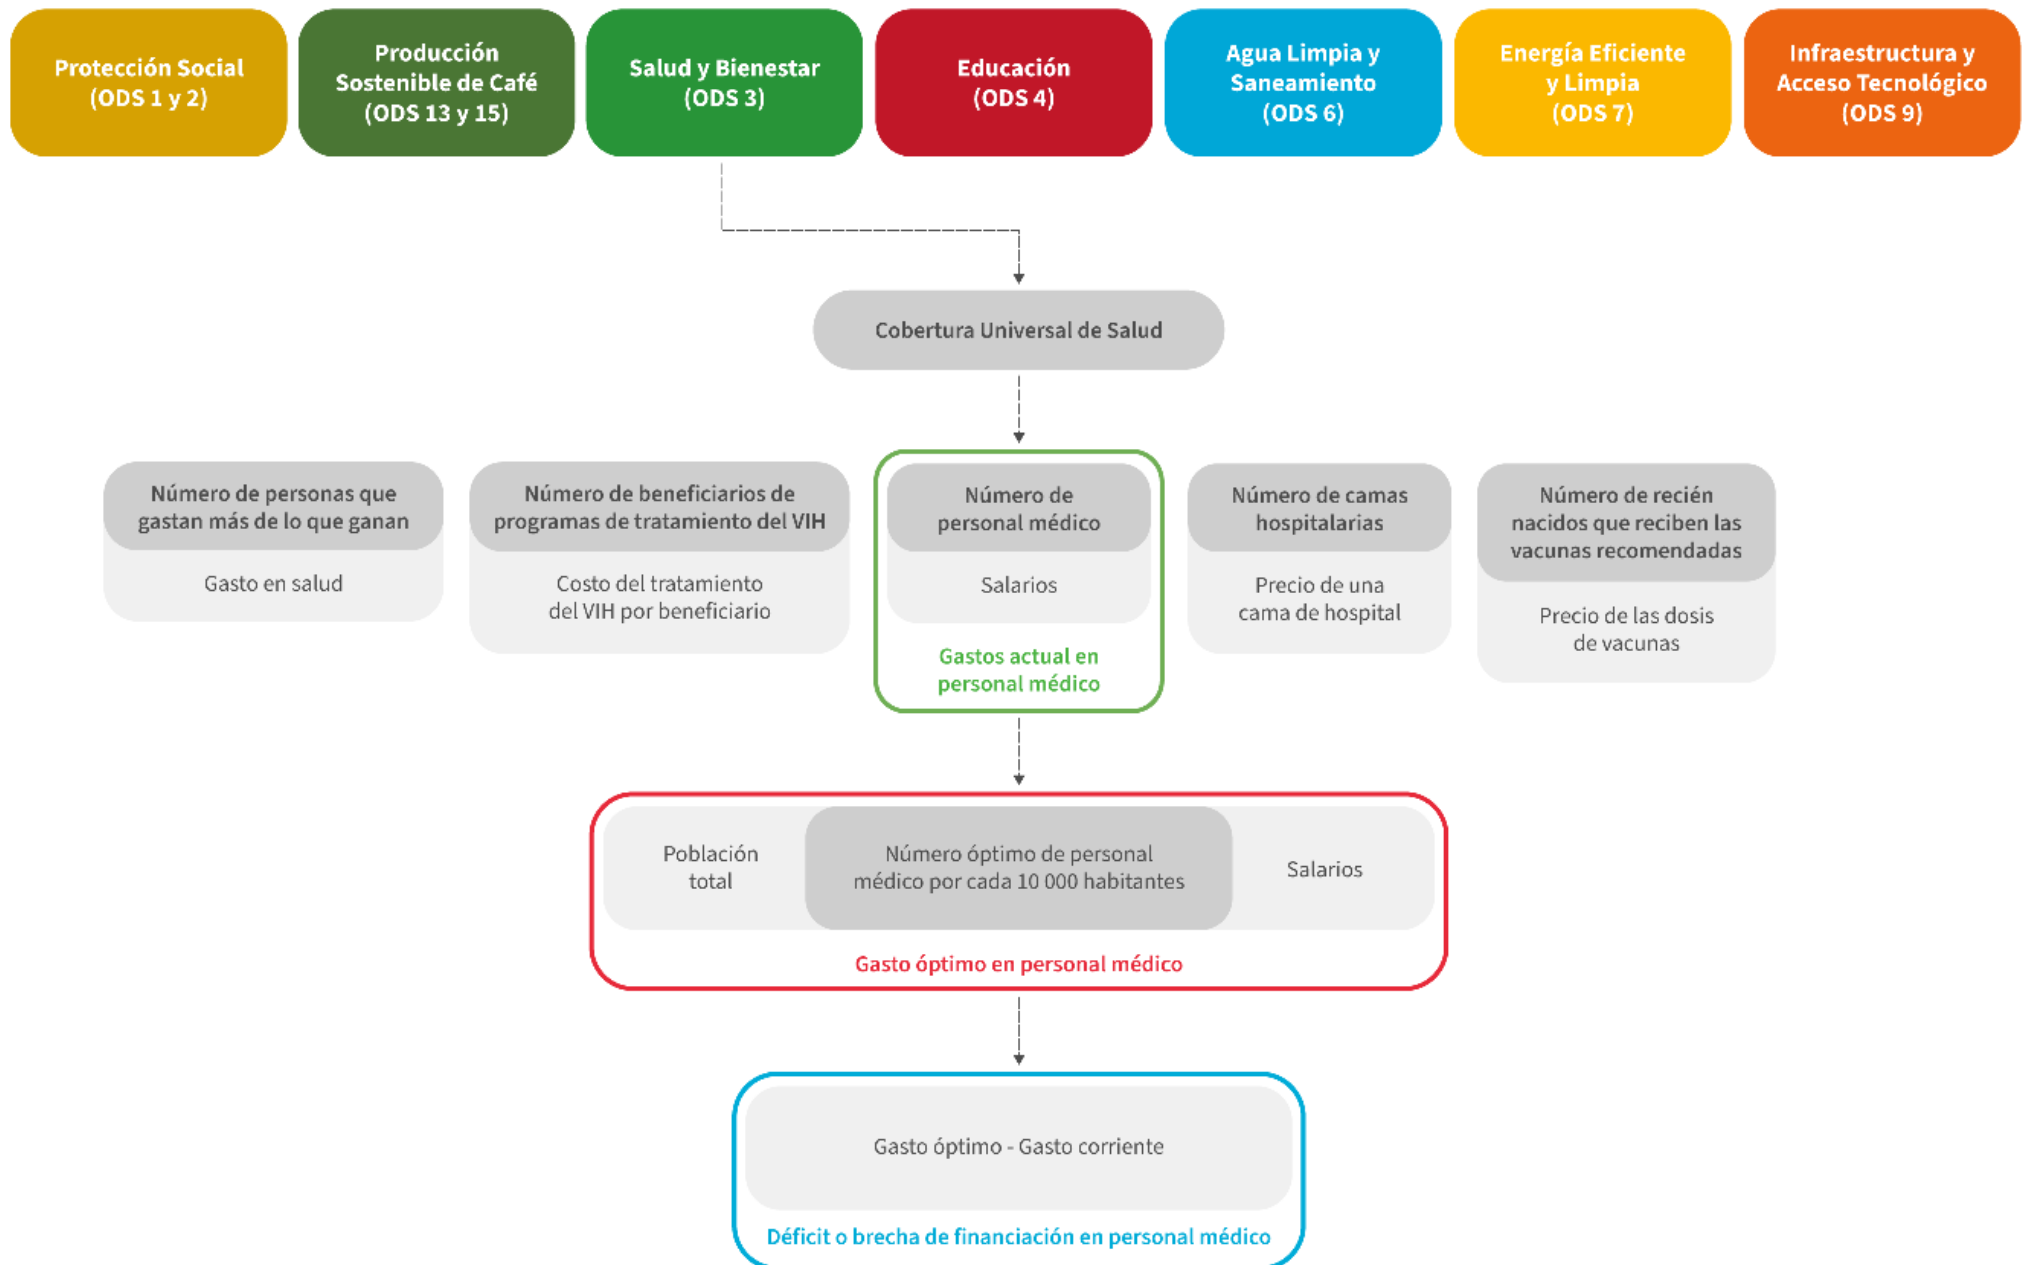 Protección Social
(ODS 1 y 2)
Producción
Sostenible de Café
(ODS 13 y 15)
Salud y Bienestar
(ODS 3)
Educación
(ODS 4)
Agua Limpia y
Saneamiento
(ODS 6)
Energía Eficiente
y Limpia
(ODS 7)
Infraestructura y
Acceso Tecnológico
(ODS 9)
Cobertura Universal de Salud
Número de personas que
gastan más de lo que ganan
Gasto en salud
Número de beneficiarios de
programas de tratamiento del VIH
Costo del tratamiento
del VIH por beneficiario
Número de
personal médico
Salarios
Gastos actual en
personal médico
Número de camas
hospitalarias
Precio de una
cama de hospital
Número de recién
nacidos que reciben las
vacunas recomendadas
Precio de las dosis
de vacunas
Población
total
Número óptimo de personal
médico por cada 10 000 habitantes
Salarios
Gasto óptimo en personal médico
Gasto óptimo - Gasto corriente
Déficit o brecha de financiación en personal médico